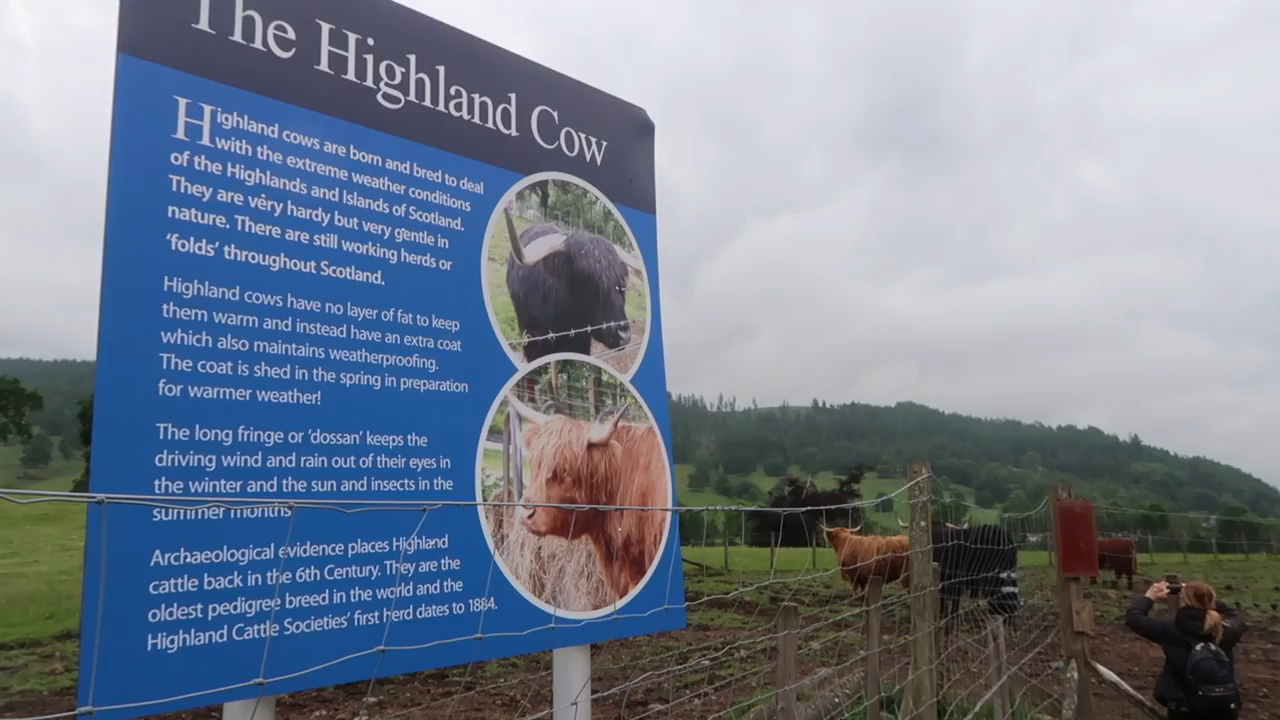 The Highland Cow
Highland cows are born and bred to deal
with the extreme weather conditions
of the Highlands and Islands of Scotland.
They are very hardy but very gentle in
nature. There are still working herds or
‘folds’ throughout Scotland.
Highland cows have no layer of fat to keep
them warm and instead have an extra coat
which also maintains weatherproofing.
The coat is shed in the spring in preparation
for warmer weather!
The long fringe or ‘dossan’ keeps the
driving wind and rain out of their eyes in
the winter and the sun and insects in the
summer months
Archaeological evidence places Highland
cattle back in the 6th Century. They are the
oldest pedigree breed in the world and the
Highland Cattle Societies’ first herd dates to 1884.